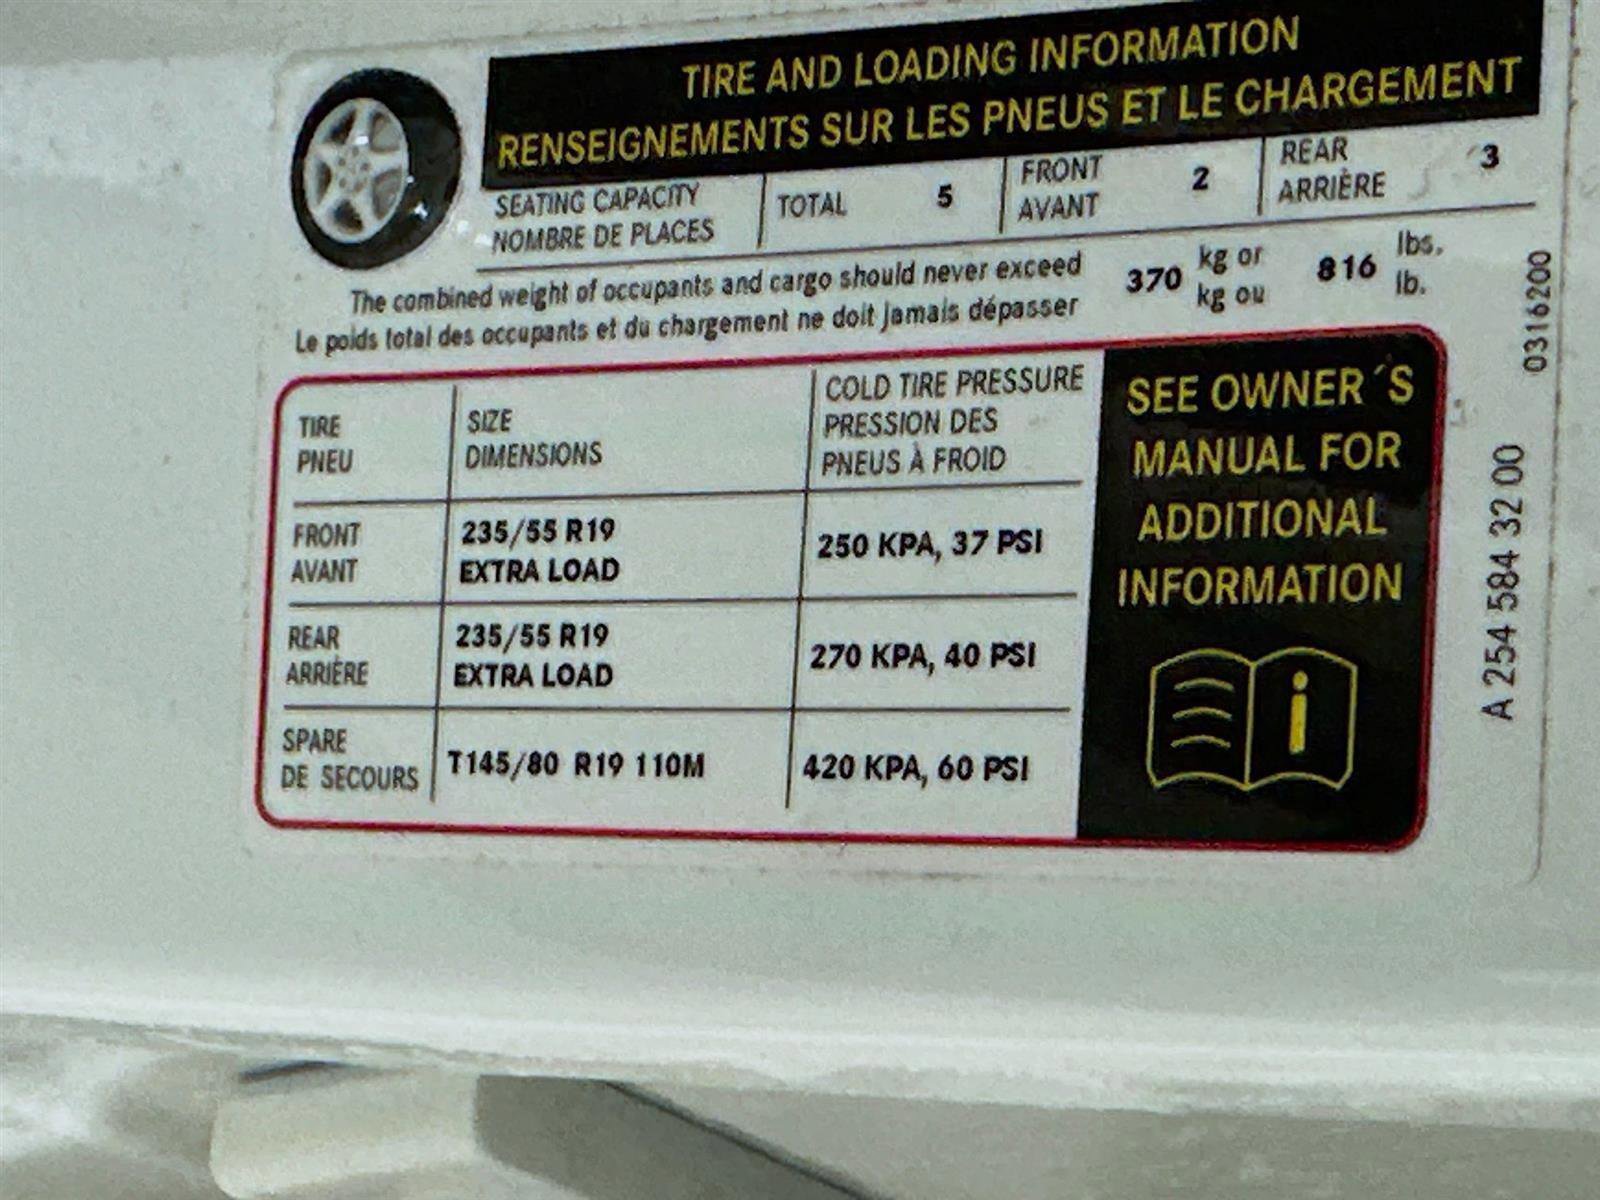 TIRE AND LOADING INFORMATION
RENSEIGNEMENTS SUR LES PNEUS ET LE CHARGEMENT
SEATING CAPACITY
NOMBRE DE PLACES
TOTAL 5
FRONT
AVANT
2
REAR
ARRIÈRE
3
The combined weight of occupants and cargo should never exceed
Le poids total des occupants et du chargement ne doit jamais dépasser
370
kg or
kg ou
816
lbs.
lb.
TIRE
PNEU
SIZE
DIMENSIONS
COLD TIRE PRESSURE
PRESSION DES
PNEUS À FROID
FRONT
AVANT
235/55 R19
EXTRA LOAD
250 KPA, 37 PSI
REAR
ARRIÈRE
235/55 R19
EXTRA LOAD
270 KPA, 40 PSI
SPARE
DE SECOURS
T145/80 R19 110M
420 KPA, 60 PSI
SEE OWNER´S
MANUAL FOR
ADDITIONAL
INFORMATION
i
0316200
A 254 584 32 00